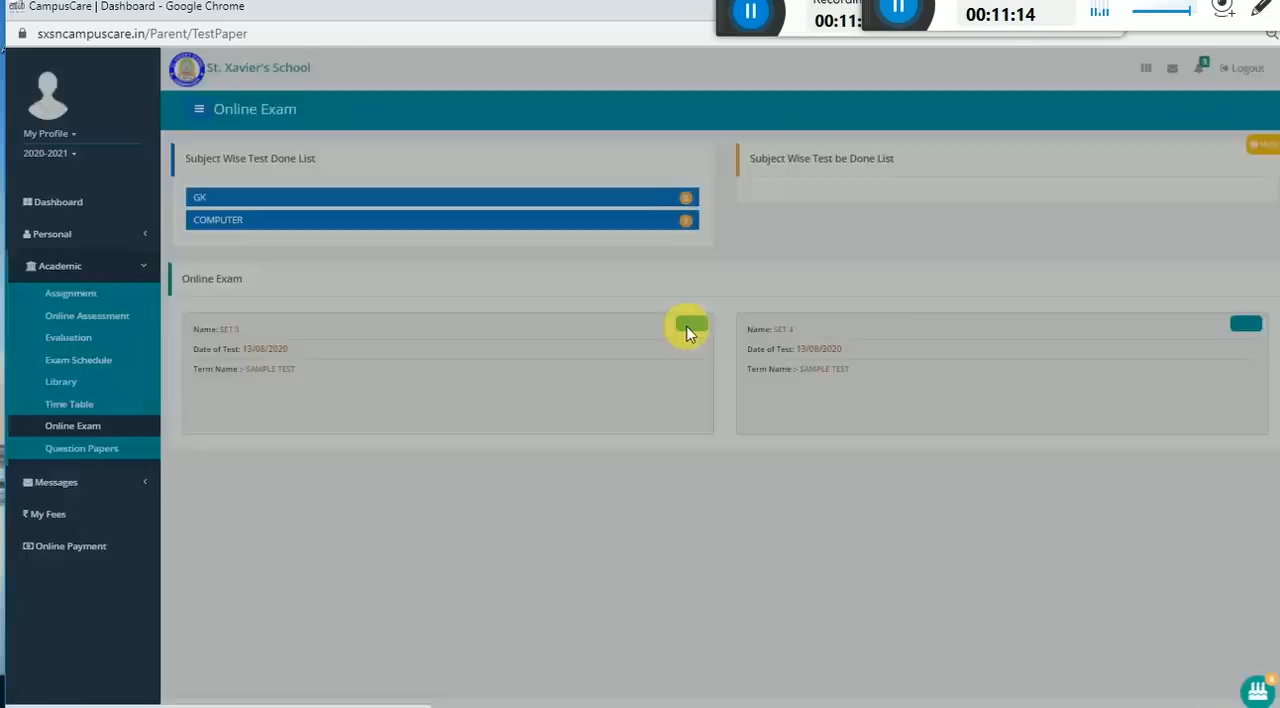 CampusCare | Dashboard - Google Chrome
00:11:
00:11:14
sxsncampuscare.in/Parent/TestPaper
St. Xavier's School
Logout
My Profile
2020-2021
Online Exam
Subject Wise Test Done List
Subject Wise Test be Done List
GK
COMPUTER
Dashboard
Personal
Academic
Assignment
Online Assessment
Evaluation
Exam Schedule
Library
Time Table
Online Exam
Question Papers
Messages
₹ My Fees
Online Payment
Online Exam
Name: SET 3
Date of Test: 13/08/2020
Term Name :- SAMPLE TEST
Name: SET 4
Date of Test: 13/08/2020
Term Name :- SAMPLE TEST